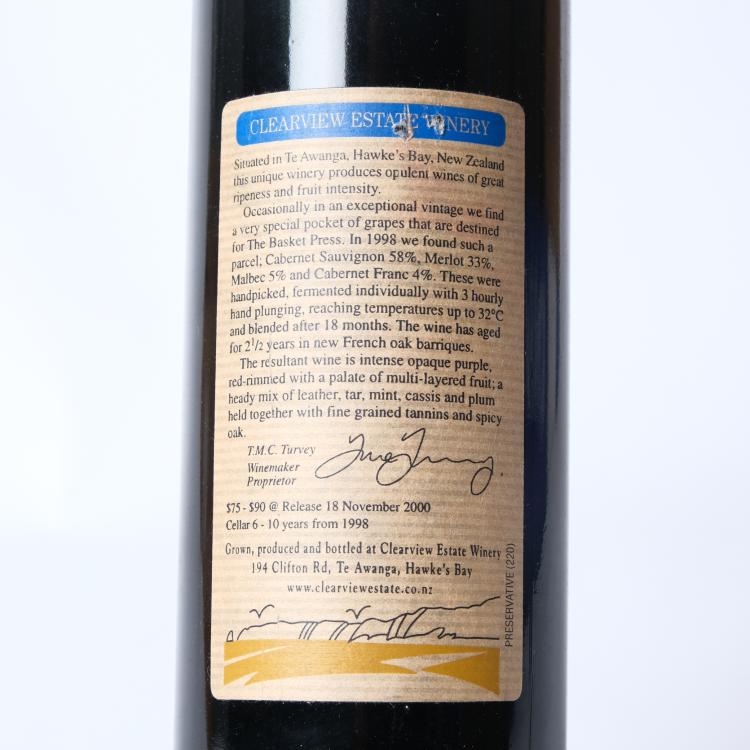 CLEARVIEW ESTATE WINERY
Situated in Te Awanga, Hawke's Bay, New Zealand
this unique winery produces opulent wines of great
ripeness and fruit intensity.
Occasionally in an exceptional vintage we find
a very special pocket of grapes that are destined
for The Basket Press. In 1998 we found such a
parcel; Cabernet Sauvignon 58%, Merlot 33%,
Malbec 5% and Cabernet Franc 4%. These were
handpicked, fermented individually with 3 hourly
hand plunging, reaching temperatures up to 32°C
and blended after 18 months. The wine has aged
for 2 1/2 years in new French oak barriques.
The resultant wine is intense opaque purple,
red-rimmed with a palate of multi-layered fruit; a
heady mix of leather, tar, mint, cassis and plum
held together with fine grained tannins and spicy
oak.
T.M.C. Turvey
Winemaker
Proprietor
$75 - $90 @ Release 18 November 2000
Cellar 6 - 10 years from 1998
Grown, produced and bottled at Clearview Estate Winery
194 Clifton Rd, Te Awanga, Hawke's Bay
www.clearviewestate.co.nz
PRESERVATIVE (220)